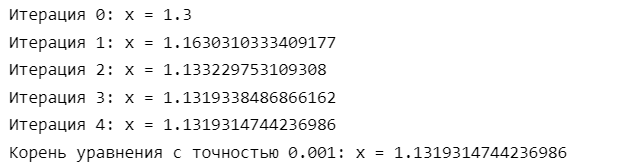 Итерация 0: x = 1.3
Итерация 1: x = 1.1630310333409177
Итерация 2: x = 1.133229753109308
Итерация 3: x = 1.1319338486866162
Итерация 4: x = 1.1319314744236986
Корень уравнения с точностью 0.001: x = 1.1319314744236986